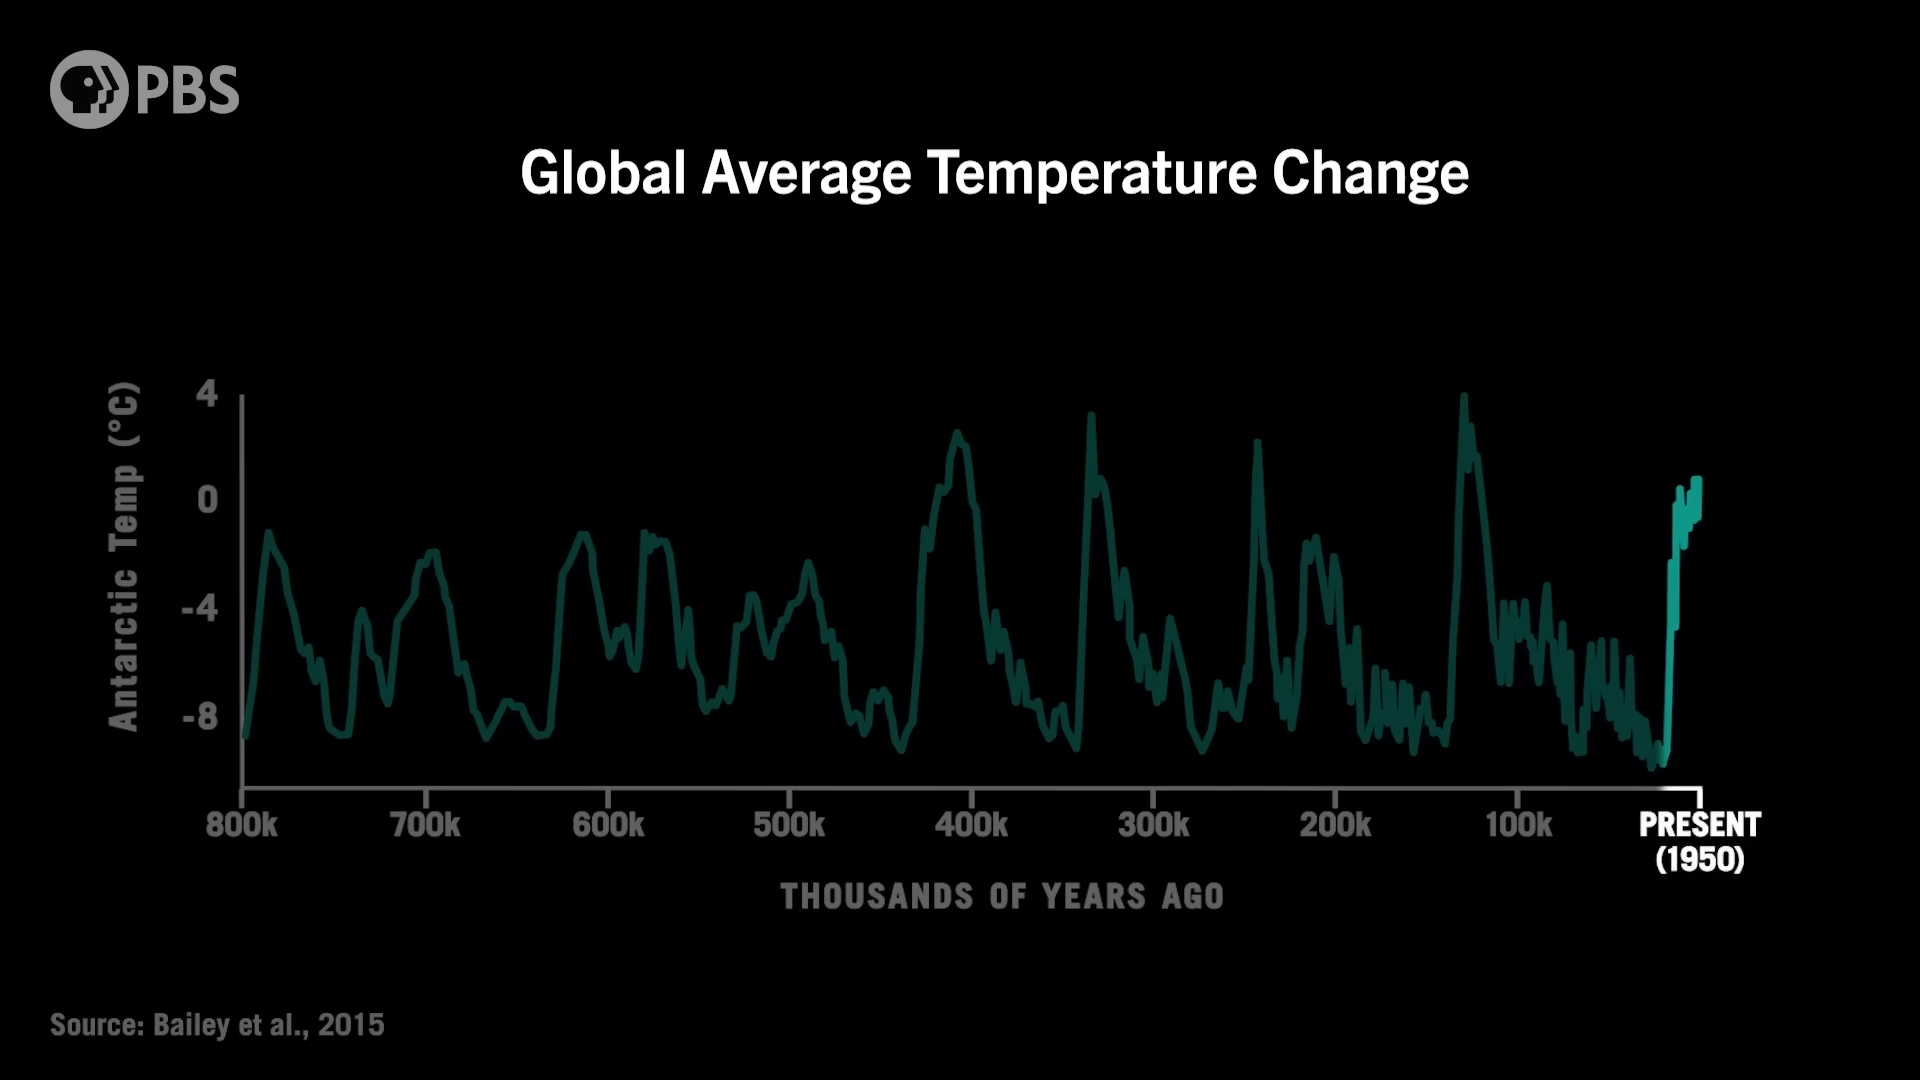 PBS
Global Average Temperature Change
Antarctic Temp (°C)
4
0
-4
-8
800k 700k 600k 500k 400k 300k 200k 100k PRESENT
(1950)
THOUSANDS OF YEARS AGO
Source: Bailey et al., 2015